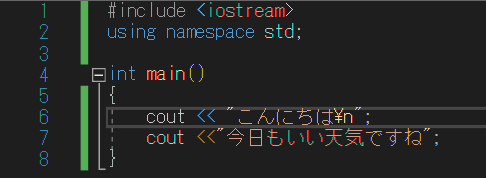 1 #include <iostream>
2 using namespace std;
3
4 int main()
5 {
6 cout << "こんにちは¥n";
7 cout <<"今日もいい天気ですね";
8 }